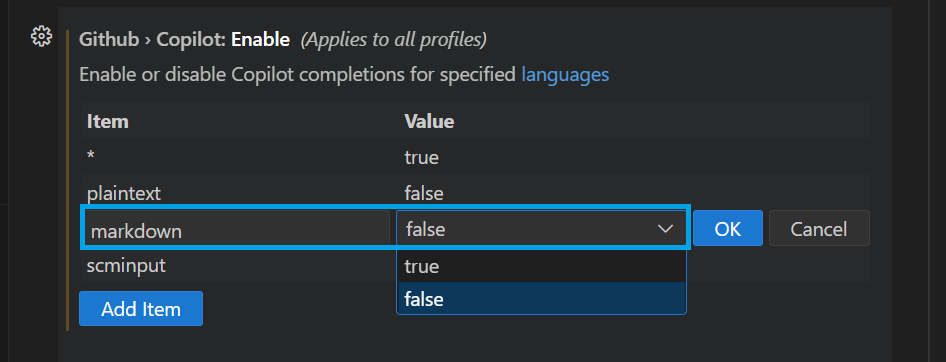 Github › Copilot: Enable (Applies to all profiles)
Enable or disable Copilot completions for specified languages
Item Value
* true
plaintext false
markdown false OK Cancel
scminput true
false
Add Item